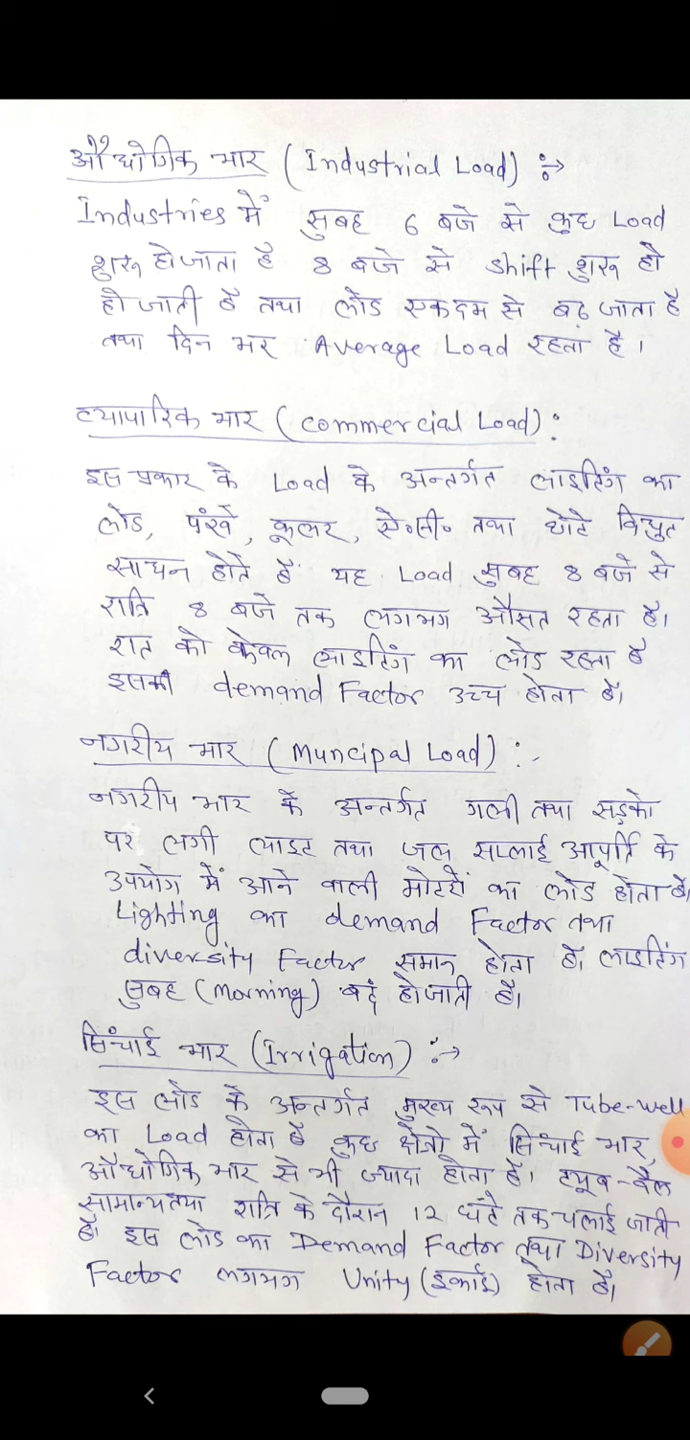 औद्योगिक भार (Industrial Load) :->
Industries में सुबह 6 बजे से कुछ Load
शुरू हो जाता है 8 बजे से shift शुरू हो
हो जाती है तथा लोड एकदम से बढ़ जाता है
तथा दिन भर Average Load रहता है।
व्यापारिक भार (commercial Load) :
इस प्रकार के Load के अन्तर्गत लाइटिंग का
लोड, पंखे, कूलर, ऐ०सी० तथा छोटे विद्युत
साधन होते है यह Load सुबह 8 बजे से
रात्रि 8 बजे तक लगभग औसत रहता है।
रात को केवल लाइटिंग का लोड रहता है
इसका demand Factor उच्च होता है।
नगरीय भार (Muncipal Load) :-
नगरीय भार के अन्तर्गत गली तथा सड़को
पर लगी लाइट तथा जल सप्लाई आपूर्ति के
उपयोग में आने वाली मोटरों का लोड होता है।
Lighting का demand Factor तथा
diversity Factor समान होता है। लाइटिंग
सुबह (Morning) बदं हो जाती है।
सिंचाई भार (Irrigation) :->
इस लोड के अन्तर्गत मुख्य रूप से Tube-well
का Load होता है कुछ क्षेत्रो में सिंचाई भार,
औद्योगिक भार से भी ज्यादा होता है। ट्यूब-वैल
सामान्यतया रात्रि के दौरान 12 घंटे तक चलाई जाती
है। इस लोड का Demand Factor तथा Diversity
Factor लगभग Unity (इकाई) होता है।